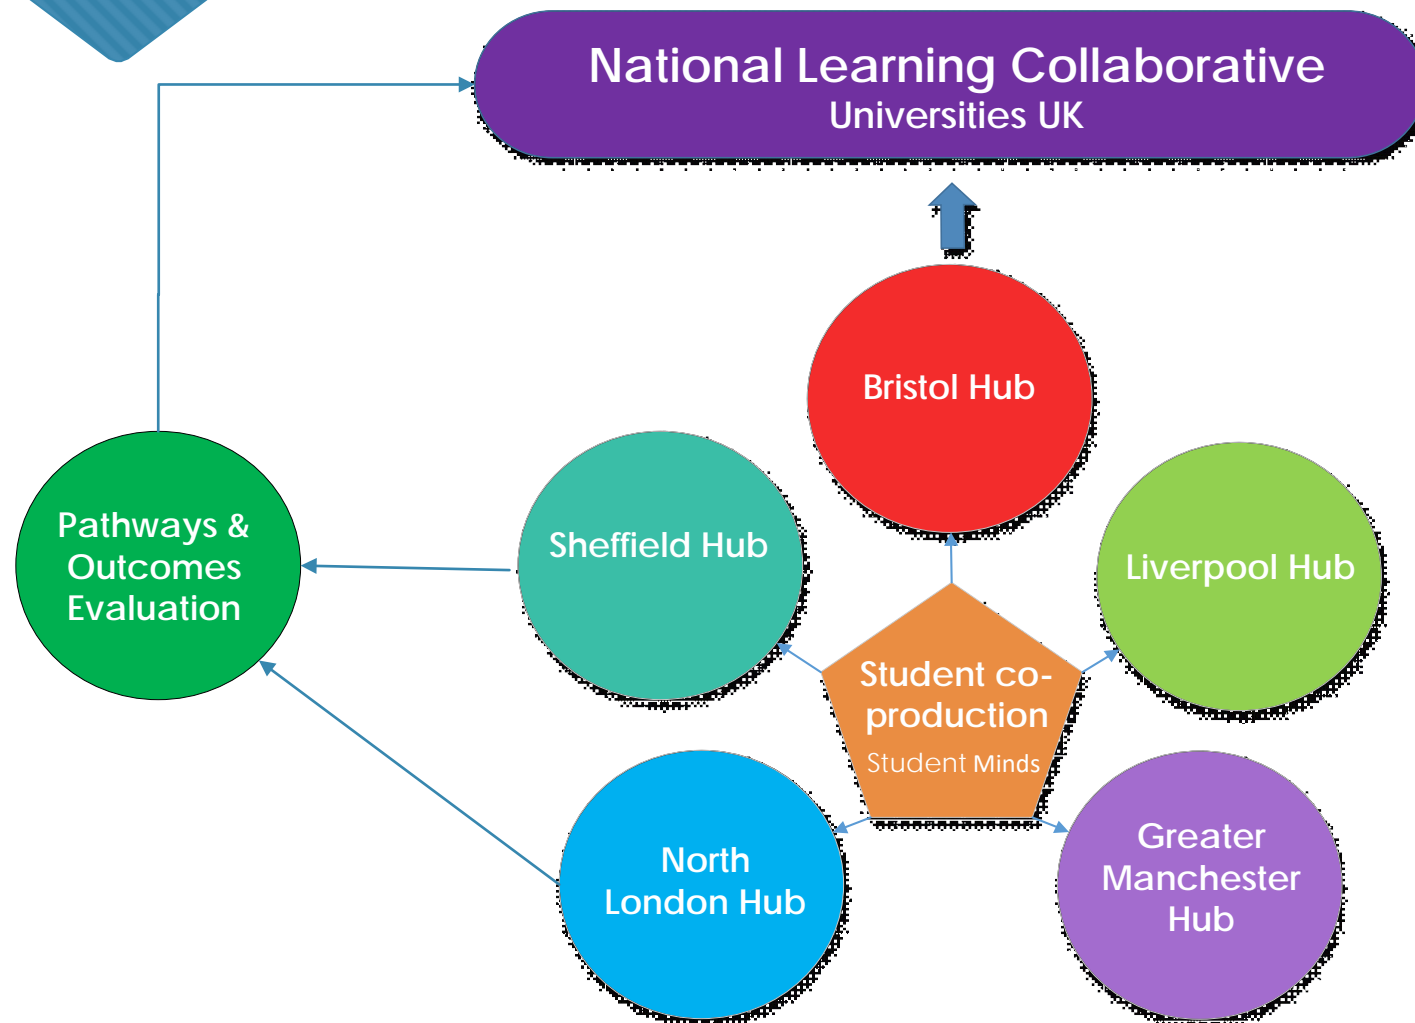 National Learning Collaborative
Universities UK
Bristol Hub
Sheffield Hub
Liverpool Hub
Pathways &
Outcomes
Evaluation
Student co-
production
Student Minds
North
London Hub
Greater
Manchester
Hub